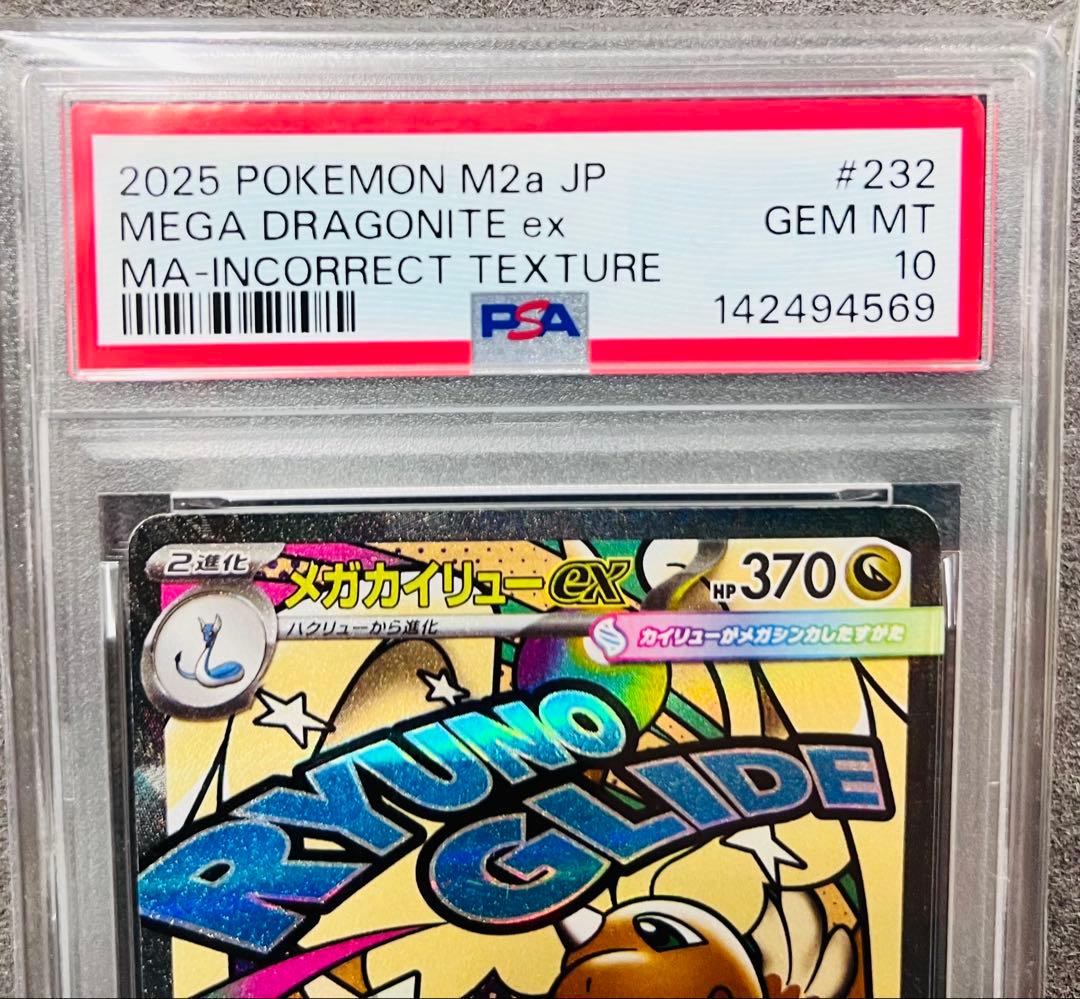 2025 POKEMON M2a JP #232
MEGA DRAGONITE ex GEM MT
MA-INCORRECT TEXTURE 10
PSA 142494569
2進化 メガカイリューex HP370
ハクリューから進化
カイリューがメガシンカしたすがた
RYUNO
GLIDE